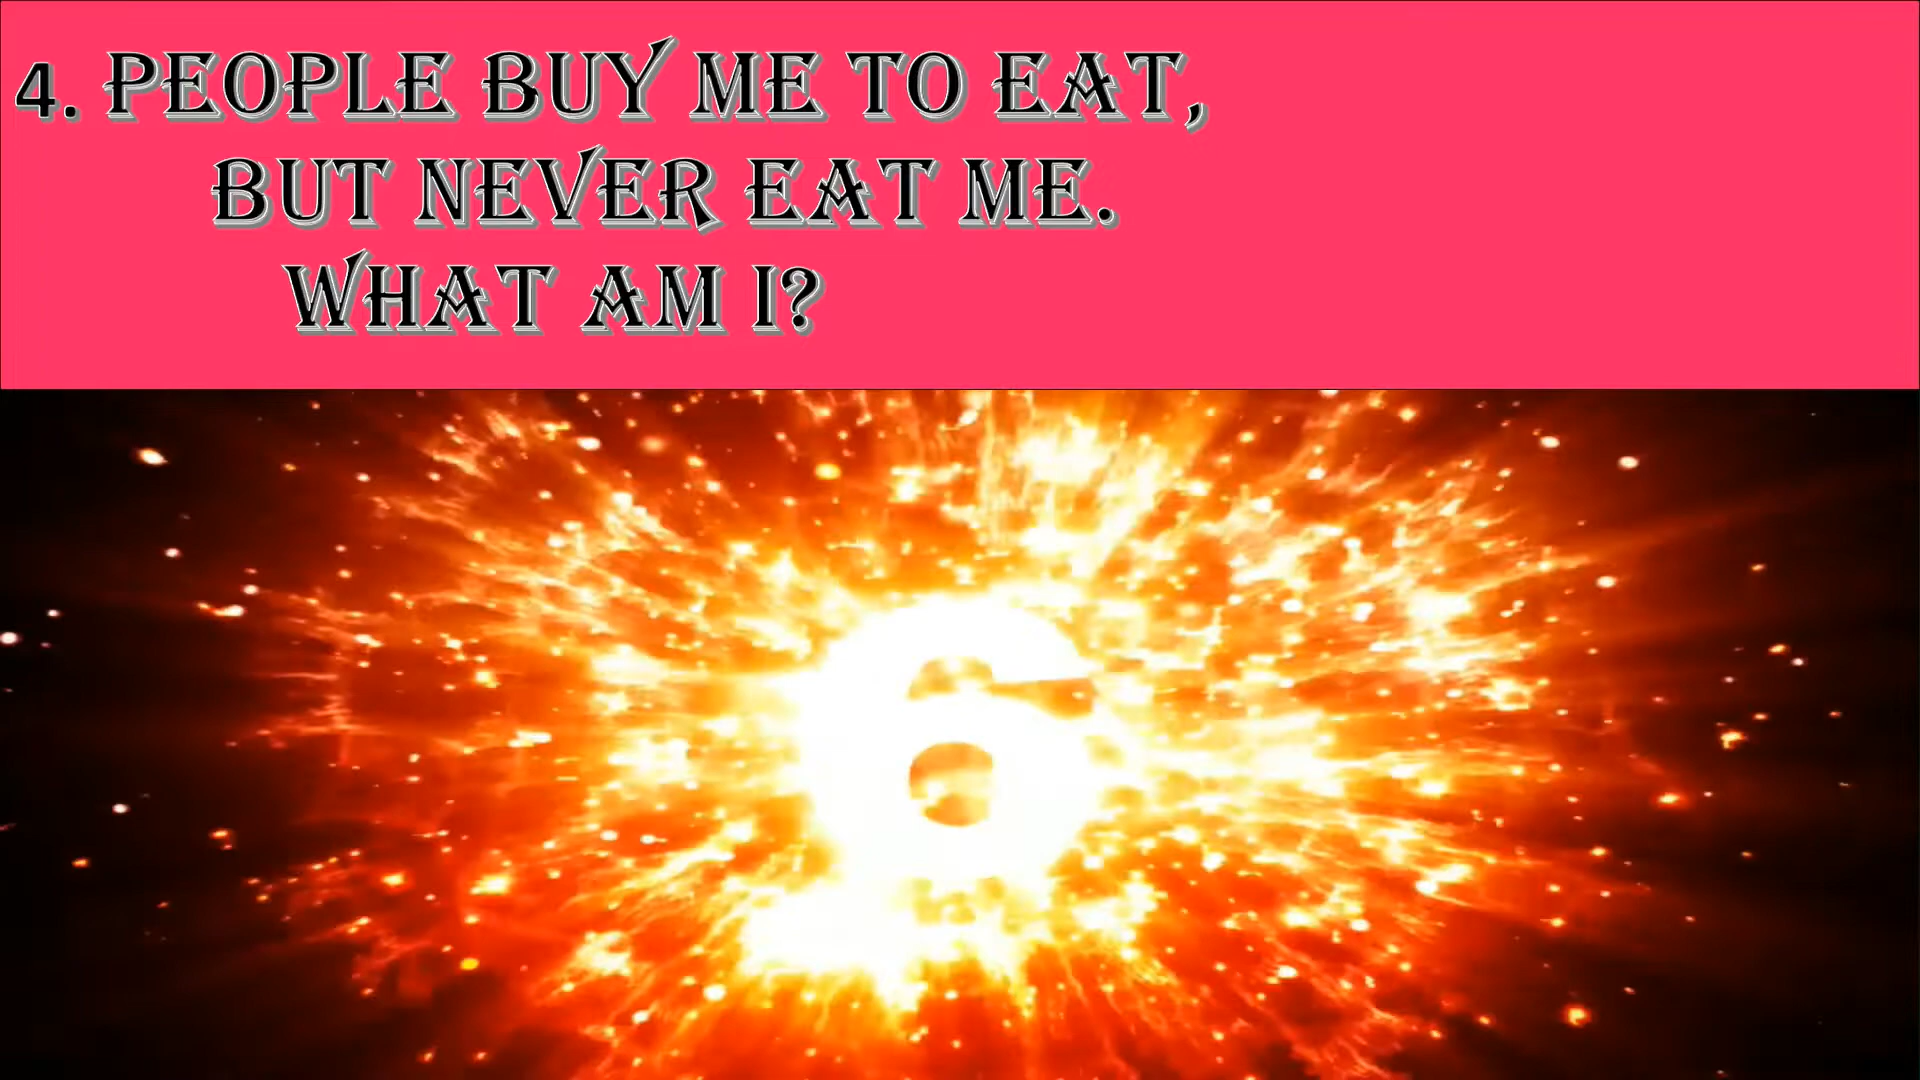 4. PEOPLE BUY ME TO EAT,
BUT NEVER EAT ME.
WHAT AM I?
6